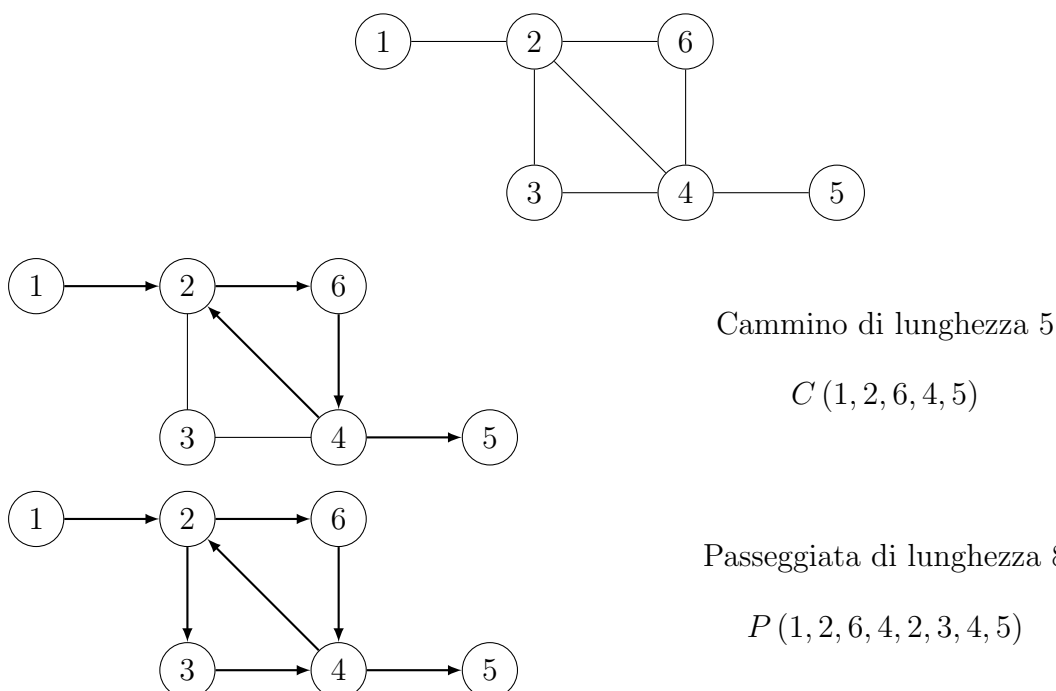 1 2 6
3 4 5
1 2 6
Cammino di lunghezza 5
C (1, 2, 6, 4, 5)
3 4 5
1 2 6
Passeggiata di lunghezza 8
P (1, 2, 6, 4, 2, 3, 4, 5)
3 4 5